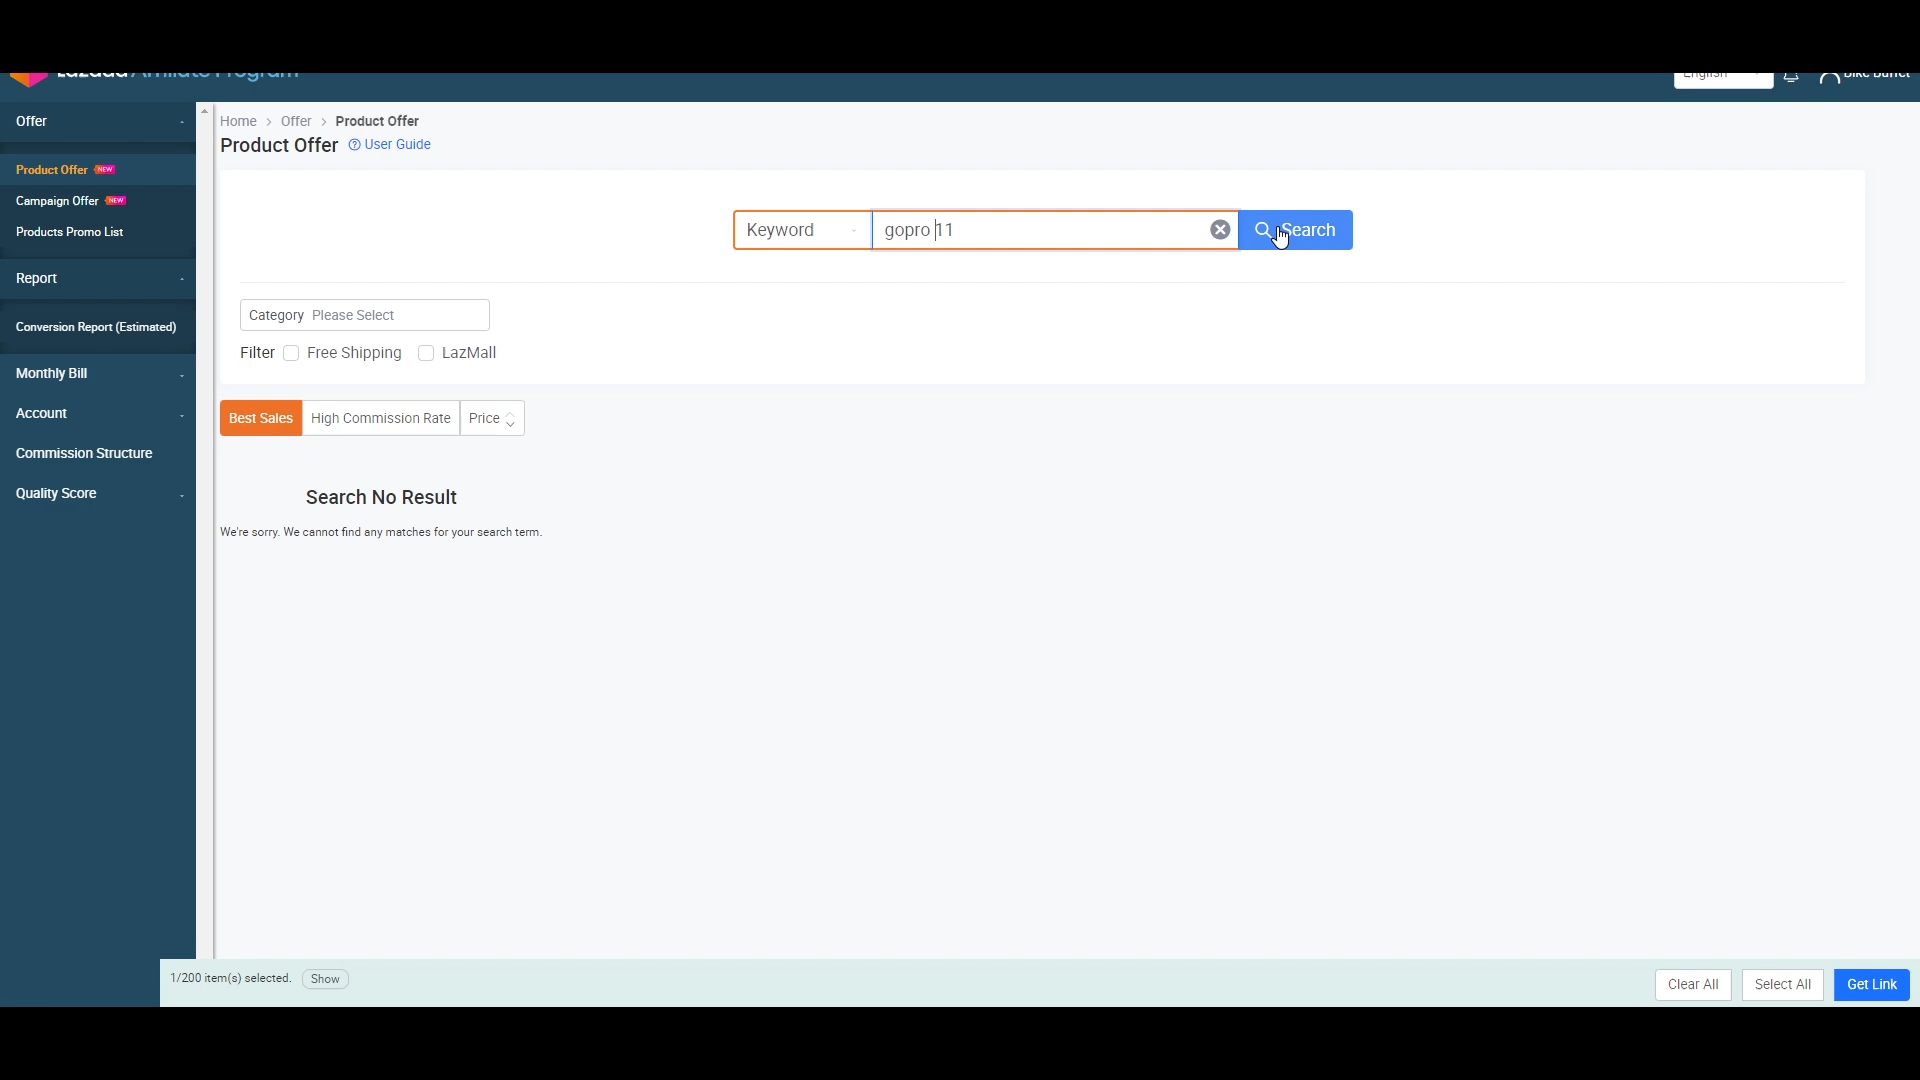 Lazada Affiliate Program
English
Offer
Product Offer NEW
Campaign Offer NEW
Products Promo List
Report
Conversion Report (Estimated)
Monthly Bill
Account
Commission Structure
Quality Score
Home > Offer > Product Offer
Product Offer ? User Guide
Keyword
gopro 11
Search
Category Please Select
Filter Free Shipping LazMall
Best Sales High Commission Rate Price
Search No Result
We're sorry. We cannot find any matches for your search term.
1/200 item(s) selected. Show
Clear All Select All Get Link